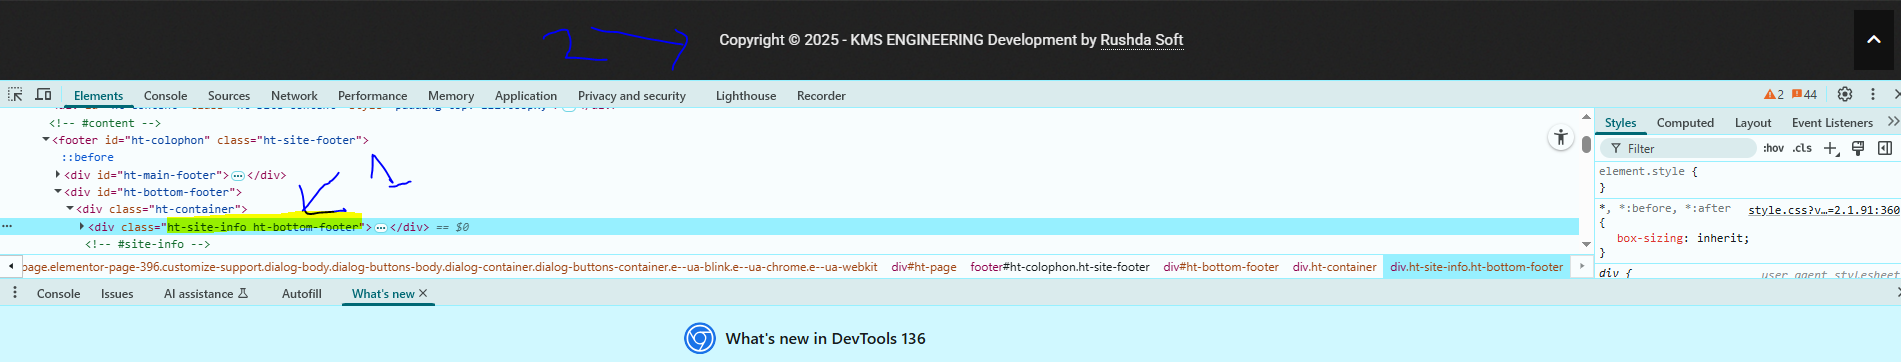 2
Copyright © 2025 - KMS ENGINEERING Development by Rushda Soft
Elements Console Sources Network Performance Memory Application Privacy and security Lighthouse Recorder 2 44
<!-- #content -->
<footer id="ht-colophon" class="ht-site-footer">
::before
<div id="ht-main-footer"> </div>
<div id="ht-bottom-footer">
<div class="ht-container">
<div class="ht-site-info ht-bottom-footer"> </div> == $0
<!-- #site-info -->
page.elementor-page-396.customize-support.dialog-body.dialog-buttons-body.dialog-container.dialog-buttons-container.e--ua-blink.e--ua-chrome.e--ua-webkit div#ht-page footer#ht-colophon.ht-site-footer div#ht-bottom-footer div.ht-container div.ht-site-info.ht-bottom-footer
Styles Computed Layout Event Listeners
Filter :hov .cls
element.style {
}
*, *:before, *:after style.css?v…=2.1.91:360
{
box-sizing: inherit;
}
div { user agent stylesheet
Console Issues AI assistance Autofill What's new
What's new in DevTools 136